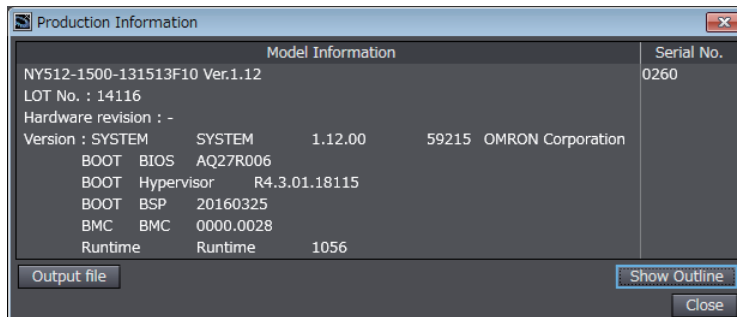 Production Information
Model Information Serial No.
NY512-1500-131513F10 Ver.1.12 0260
LOT No. : 14116
Hardware revision : -
Version : SYSTEM SYSTEM 1.12.00 59215 OMRON Corporation
BOOT BIOS AQ27R006
BOOT Hypervisor R4.3.01.18115
BOOT BSP 20160325
BMC BMC 0000.0028
Runtime Runtime 1056
Output file Show Outline
Close